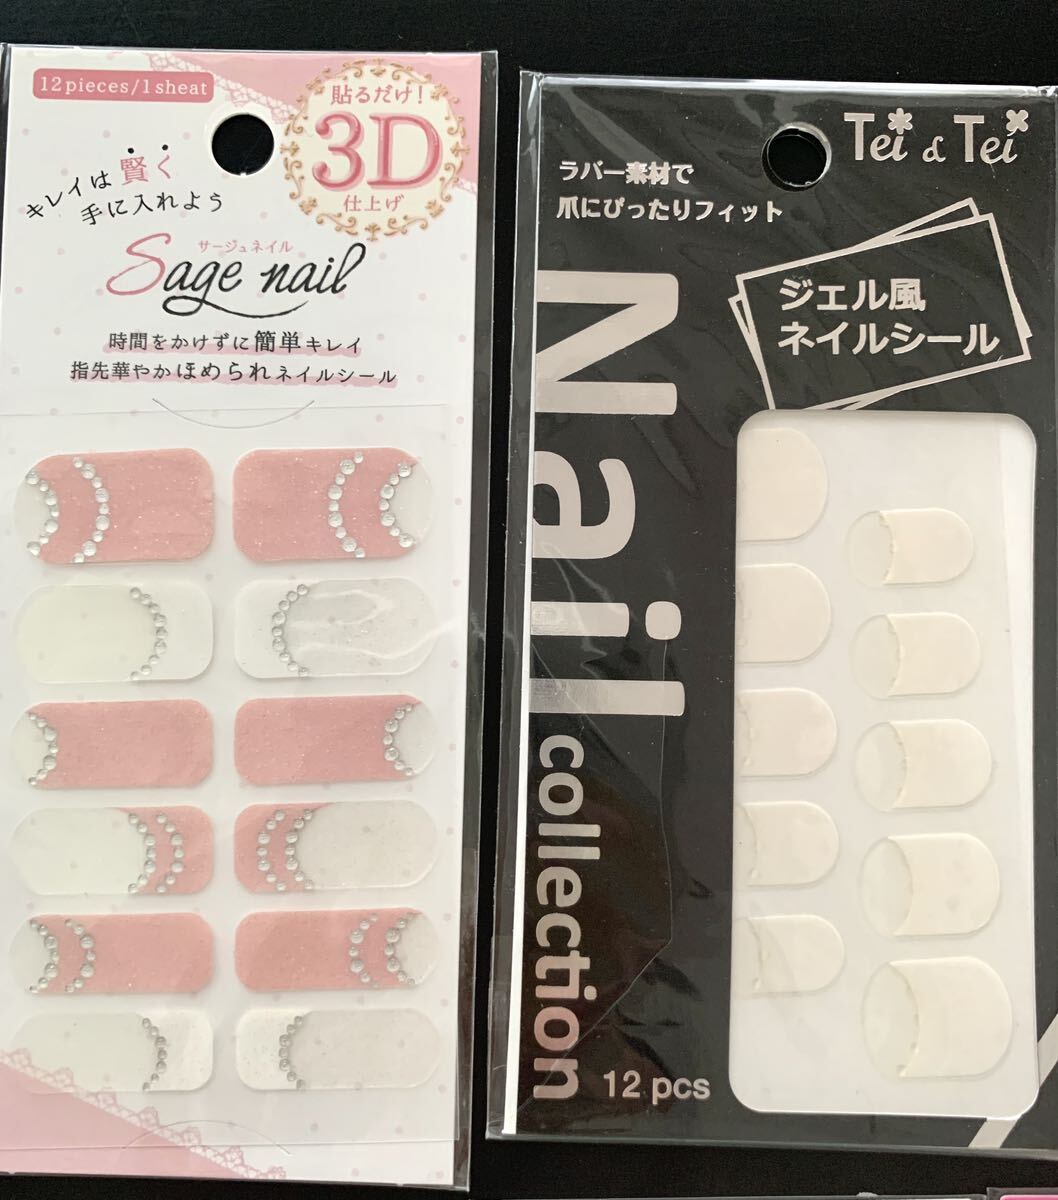 12pieces/1sheat
貼るだけ!
3D
仕上げ
キレイは賢く
手に入れよう
サージュネイル
Sage nail
時間をかけずに簡単キレイ
指先華やかほめられネイルシール
Tei & Tei
ラバー素材で
爪にぴったりフィット
ジェル風
ネイルシール
Nail collection
12 pcs